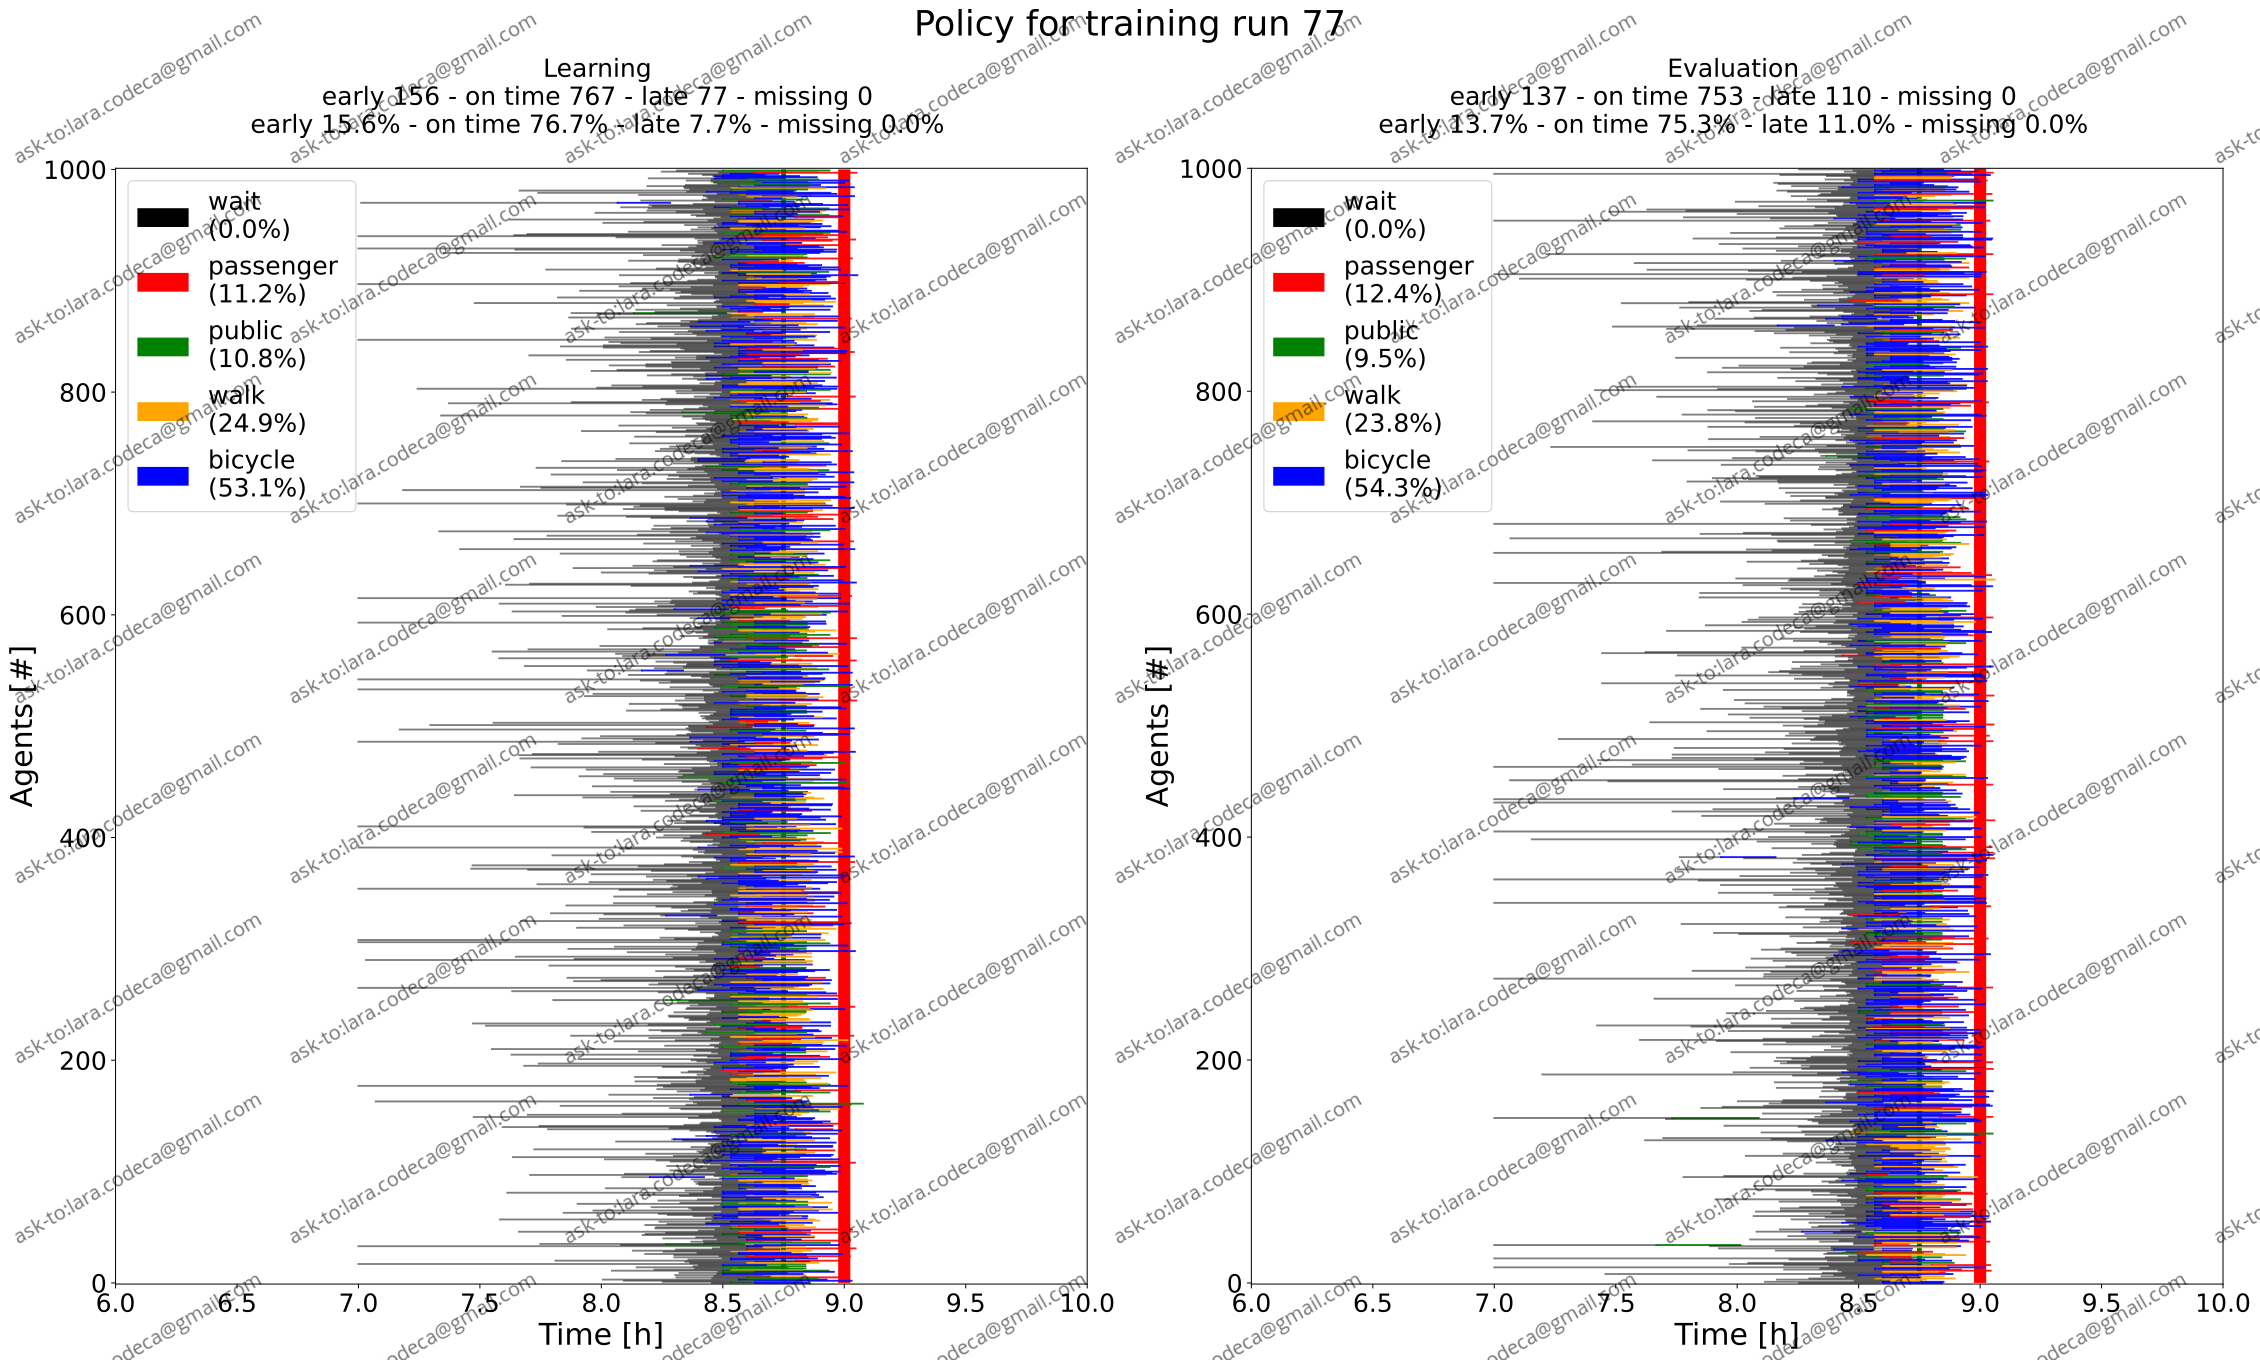 Policy for training run 77
Learning
early 156 - on time 767 - late 77 - missing 0
early 15.6% - on time 76.7% - late 7.7% - missing 0.0%
1000
800
600
400
200
0
Agents [#]
wait
(0.0%)
passenger
(11.2%)
public
(10.8%)
walk
(24.9%)
bicycle
(53.1%)
6.0 6.5 7.0 7.5 8.0 8.5 9.0 9.5 10.0
Time [h]
Evaluation
early 137 - on time 753 - late 110 - missing 0
early 13.7% - on time 75.3% - late 11.0% - missing 0.0%
1000
800
600
400
200
0
Agents [#]
wait
(0.0%)
passenger
(12.4%)
public
(9.5%)
walk
(23.8%)
bicycle
(54.3%)
6.0 6.5 7.0 7.5 8.0 8.5 9.0 9.5 10.0
Time [h]
ask-to:lara.codeca@gmail.com